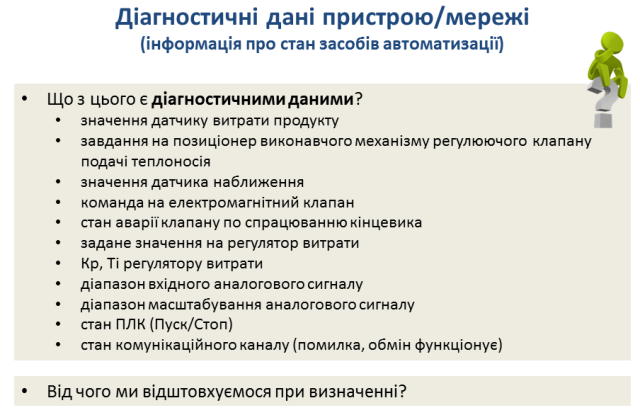 Діагностичні дані пристрою/мережі
(інформація про стан засобів автоматизації)
• Що з цього є діагностичними даними?
• значення датчику витрати продукту
• завдання на позиціонер виконавчого механізму регулюючого клапану
подачі теплоносія
• значення датчика наближення
• команда на електромагнітний клапан
• стан аварії клапану по спрацюванню кінцевика
• задане значення на регулятор витрати
• Кр, Ті регулятору витрати
• діапазон вхідного аналогового сигналу
• діапазон масштабування аналогового сигналу
• стан ПЛК (Пуск/Стоп)
• стан комунікаційного каналу (помилка, обмін функціонує)
• Від чого ми відштовхуємося при визначенні?